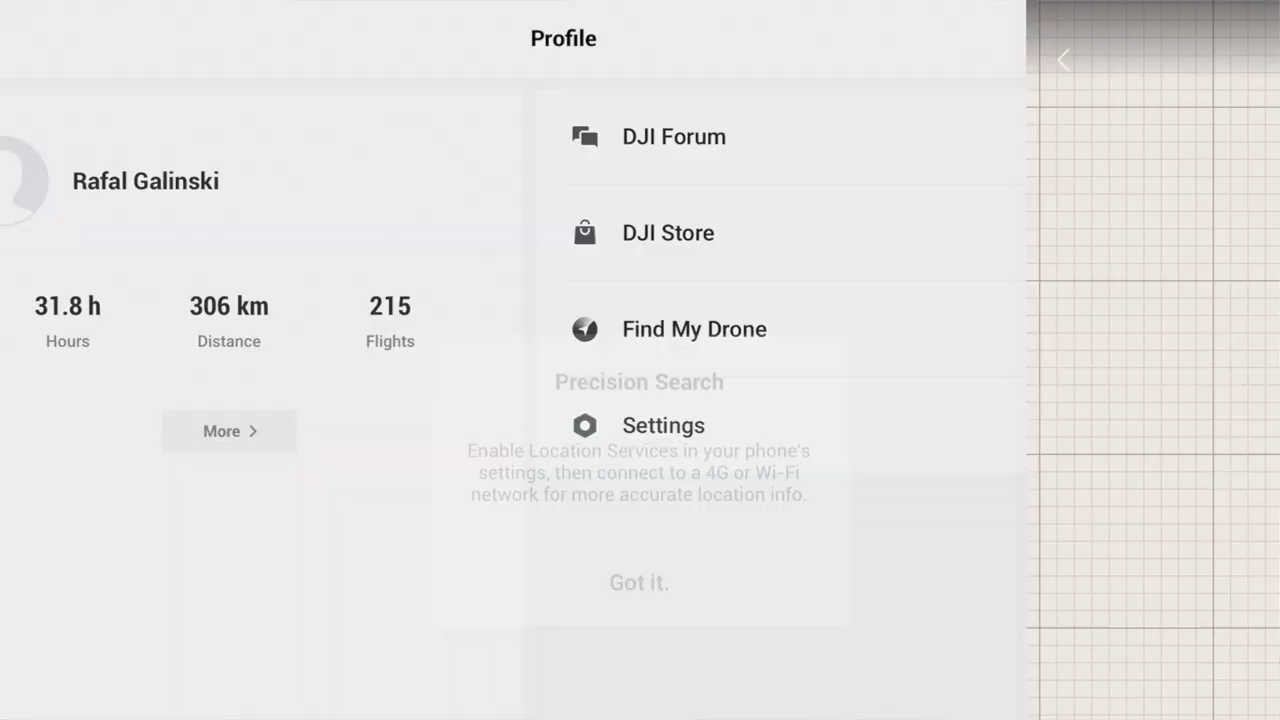 Profile
Rafal Galinski
31.8 h
306 km
215
Hours
Distance
Flights
More
DJI Forum
DJI Store
Find My Drone
Settings
Precision Search
Enable Location Services in your phone's
settings, then connect to a 4G or Wi-Fi
network for more accurate location info.
Got it.